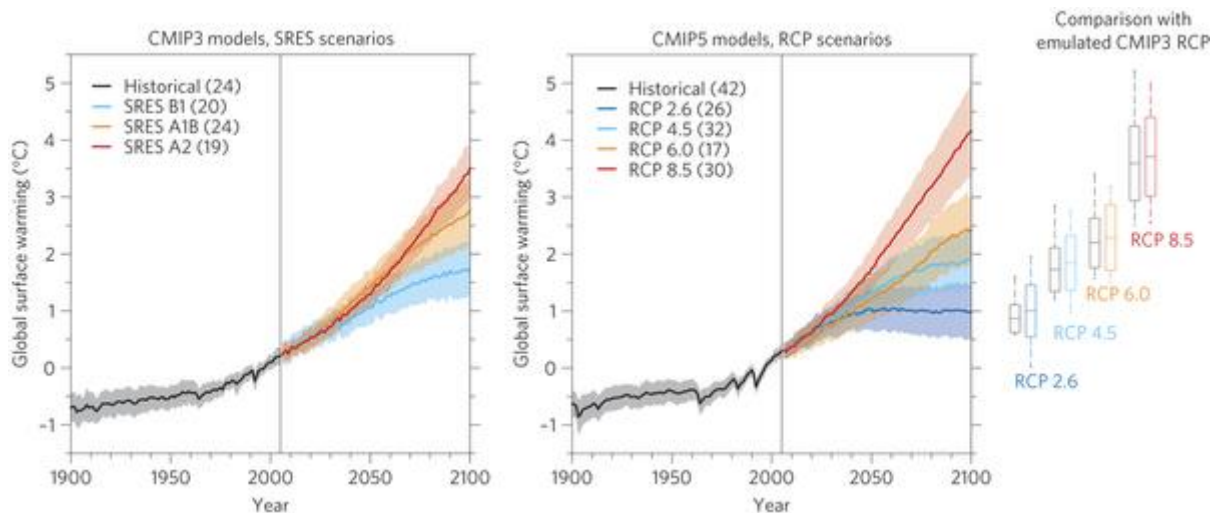 CMIP3 models, SRES scenarios
Global surface warming (°C)
5
4
3
2
1
0
–1
Historical (24)
SRES B1 (20)
SRES A1B (24)
SRES A2 (19)
1900
1950
2000
2050
2100
Year
CMIP5 models, RCP scenarios
Global surface warming (°C)
5
4
3
2
1
0
–1
Historical (42)
RCP 2.6 (26)
RCP 4.5 (32)
RCP 6.0 (17)
RCP 8.5 (30)
1900
1950
2000
2050
2100
Year
Comparison with
emulated CMIP3 RCP
RCP 8.5
RCP 6.0
RCP 4.5
RCP 2.6